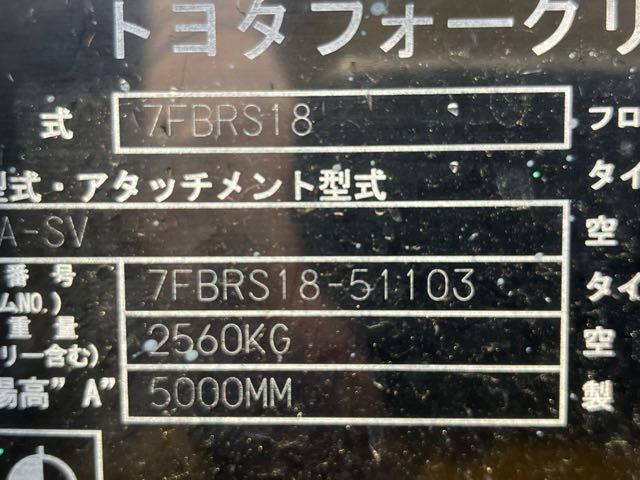 トヨタフォークリ
式 7FBRS18 フロ
型式・アタッチメント型式 タイ
A-SV 空
番号 7FBRS18-51103 タイ
ムNO.)
重量 2560KG 空
リー含む)
揚高"A" 5000MM 製